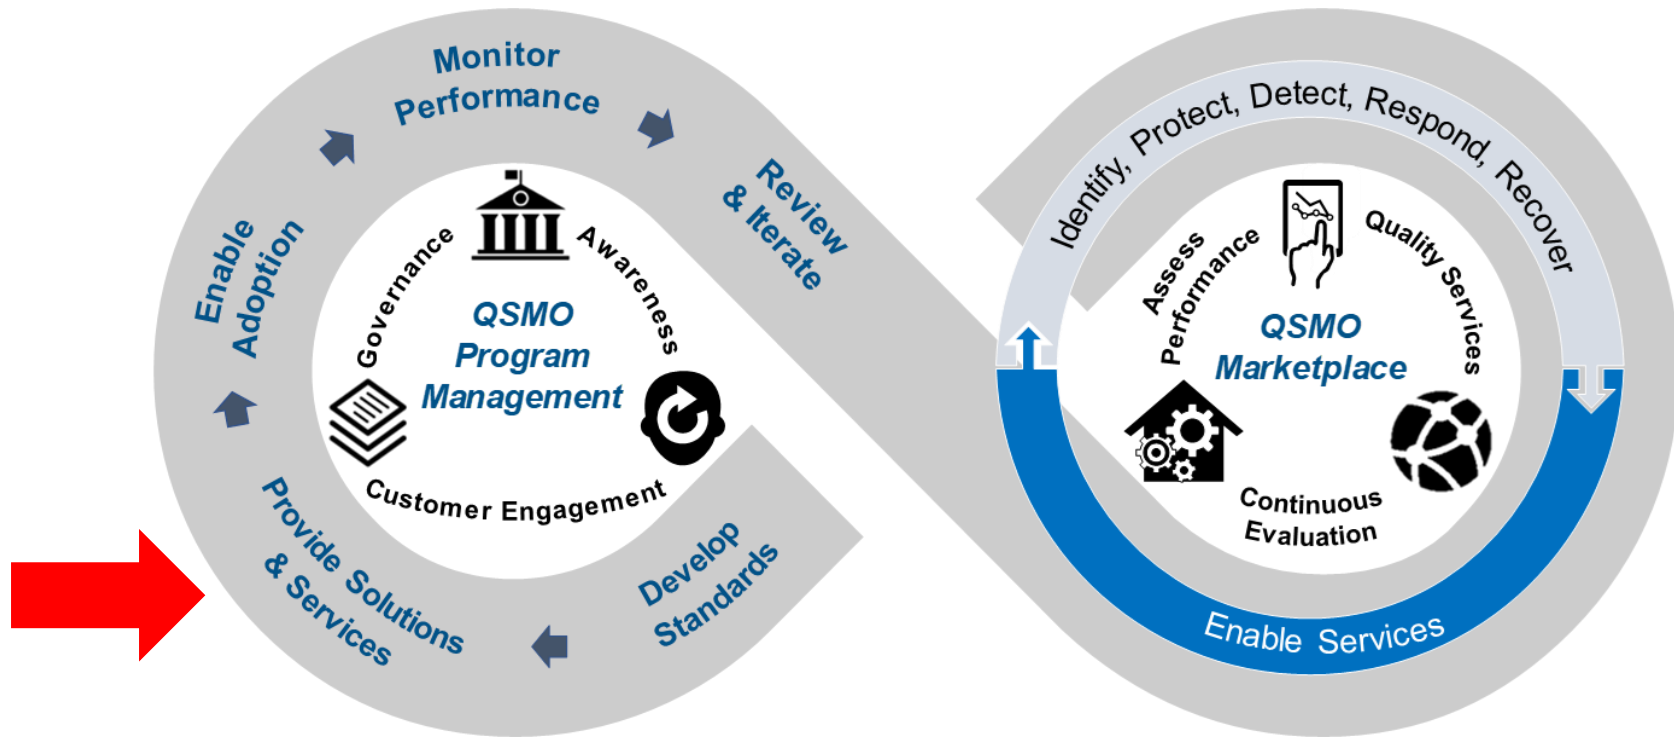 Monitor
Performance
Review
& Iterate
Enable
Adoption
Provide Solutions
& Services
Develop
Standards
Governance
Awareness
Customer Engagement
QSMO
Program
Management
Identify, Protect, Detect, Respond, Recover
Assess
Performance
Quality Services
QSMO
Marketplace
Continuous
Evaluation
Enable Services